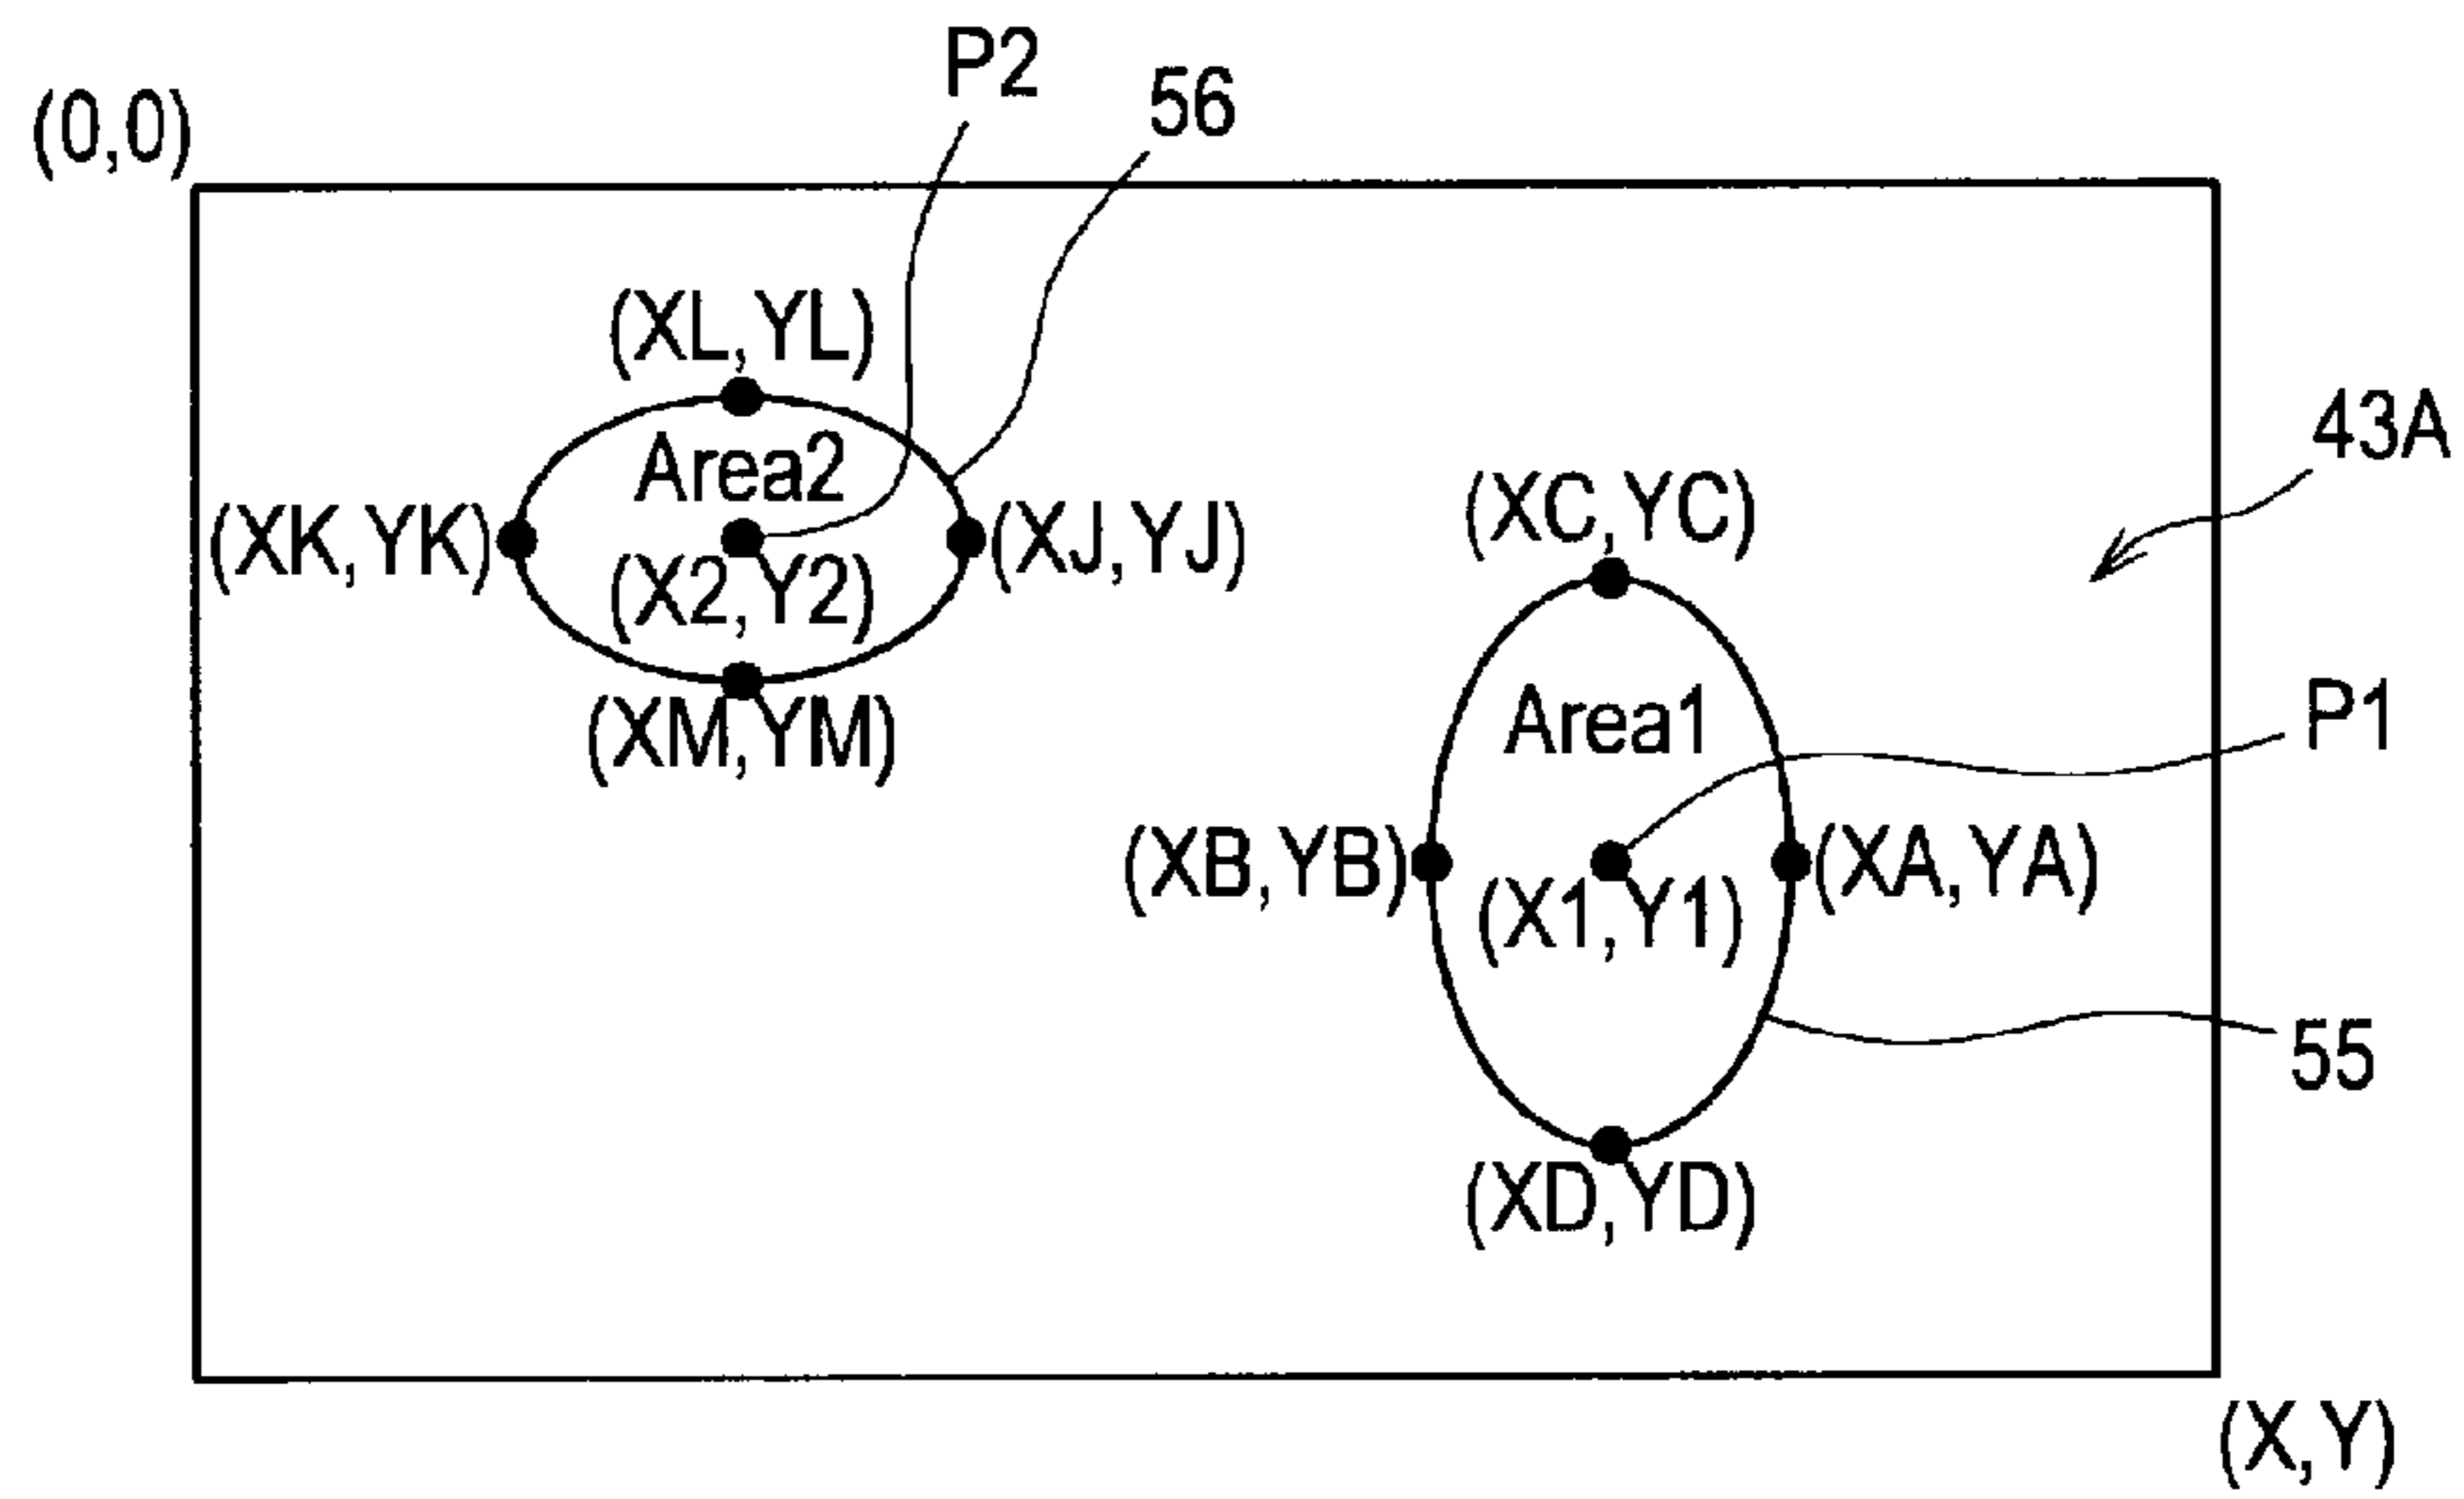 P2
56
(0,0)
(XL,YL)
43A
Area2
(XC,YC)
(XK,YK)
(XJ,YJ)
(X2,Y2)
(XM,YM)
Area1
P1
(XB,YB)
(XA,YA)
(X1,Y1)
55
(XD,YD)
(X,Y)